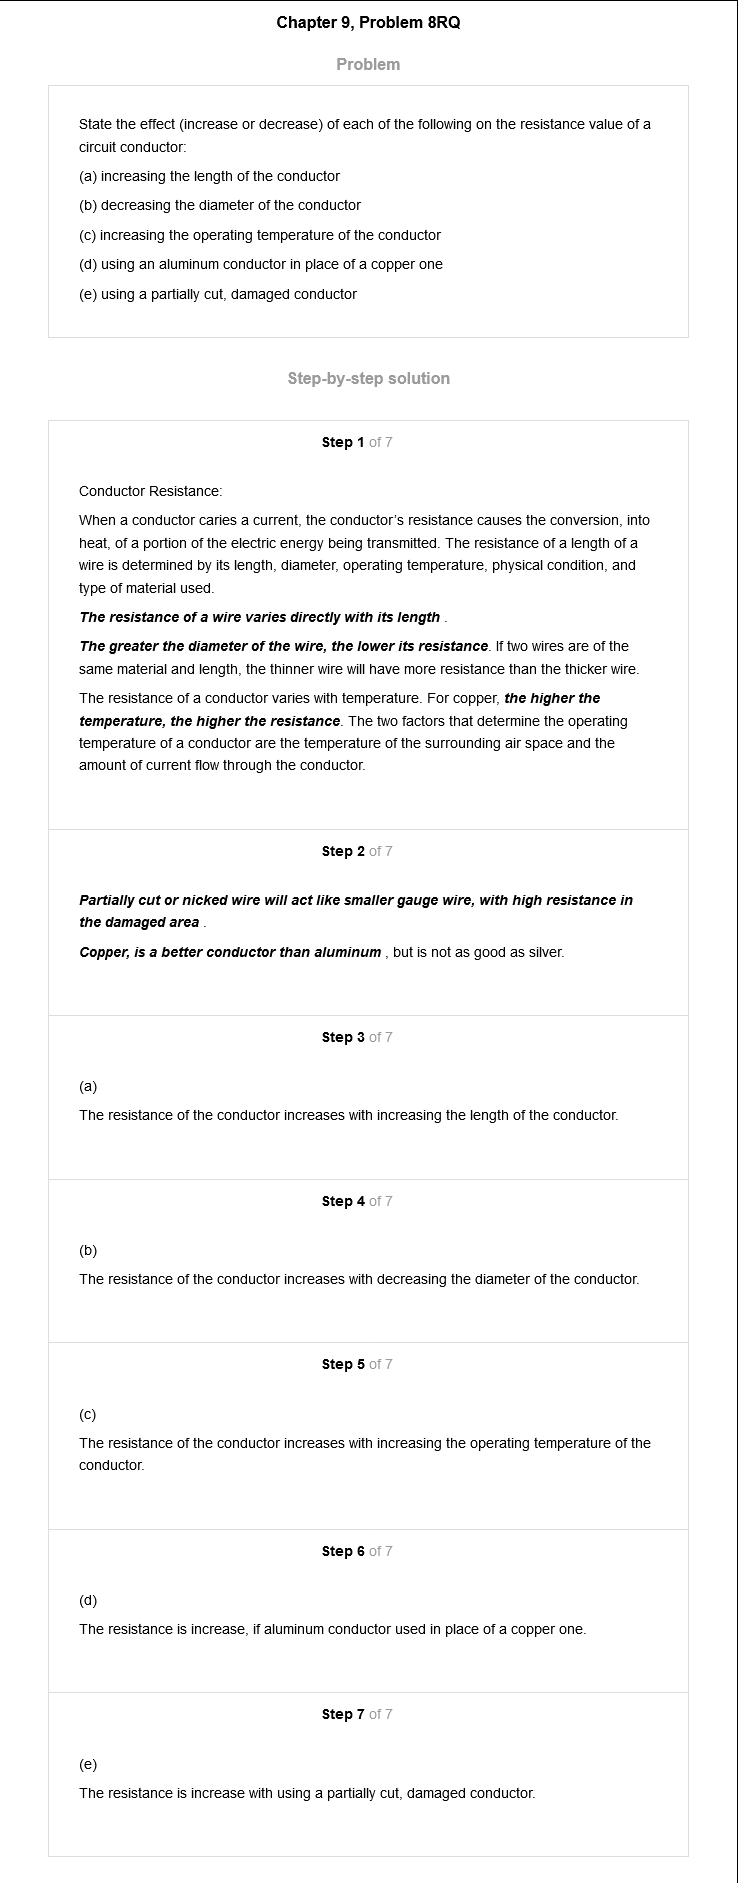 Chapter 9, Problem 8RQ
Problem
State the effect (increase or decrease) of each of the following on the resistance value of a
circuit conductor:
(a) increasing the length of the conductor
(b) decreasing the diameter of the conductor
(c) increasing the operating temperature of the conductor
(d) using an aluminum conductor in place of a copper one
(e) using a partially cut, damaged conductor
Step-by-step solution
Step 1 of 7
Conductor Resistance:
When a conductor caries a current, the conductor's resistance causes the conversion, into
heat, of a portion of the electric energy being transmitted. The resistance of a length of a
wire is determined by its length, diameter, operating temperature, physical condition, and
type of material used.
The resistance of a wire varies directly with its length .
The greater the diameter of the wire, the lower its resistance. If two wires are of the
same material and length, the thinner wire will have more resistance than the thicker wire.
The resistance of a conductor varies with temperature. For copper, the higher the
temperature, the higher the resistance. The two factors that determine the operating
temperature of a conductor are the temperature of the surrounding air space and the
amount of current flow through the conductor.
Step 2 of 7
Partially cut or nicked wire will act like smaller gauge wire, with high resistance in
the damaged area .
Copper, is a better conductor than aluminum , but is not as good as silver.
Step 3 of 7
(a)
The resistance of the conductor increases with increasing the length of the conductor.
Step 4 of 7
(b)
The resistance of the conductor increases with decreasing the diameter of the conductor.
Step 5 of 7
(c)
The resistance of the conductor increases with increasing the operating temperature of the
conductor.
Step 6 of 7
(d)
The resistance is increase, if aluminum conductor used in place of a copper one.
Step 7 of 7
(e)
The resistance is increase with using a partially cut, damaged conductor.